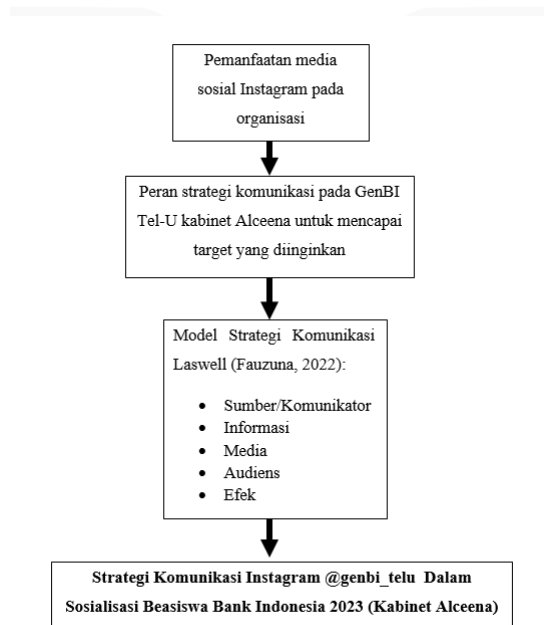 Pemanfaatan media
sosial Instagram pada
organisasi
Peran strategi komunikasi pada GenBI
Tel-U kabinet Alceena untuk mencapai
target yang diinginkan
Model Strategi Komunikasi
Laswell (Fauzuna, 2022):
• Sumber/Komunikator
• Informasi
• Media
• Audiens
• Efek
Strategi Komunikasi Instagram @genbi_telu Dalam
Sosialisasi Beasiswa Bank Indonesia 2023 (Kabinet Alceena)